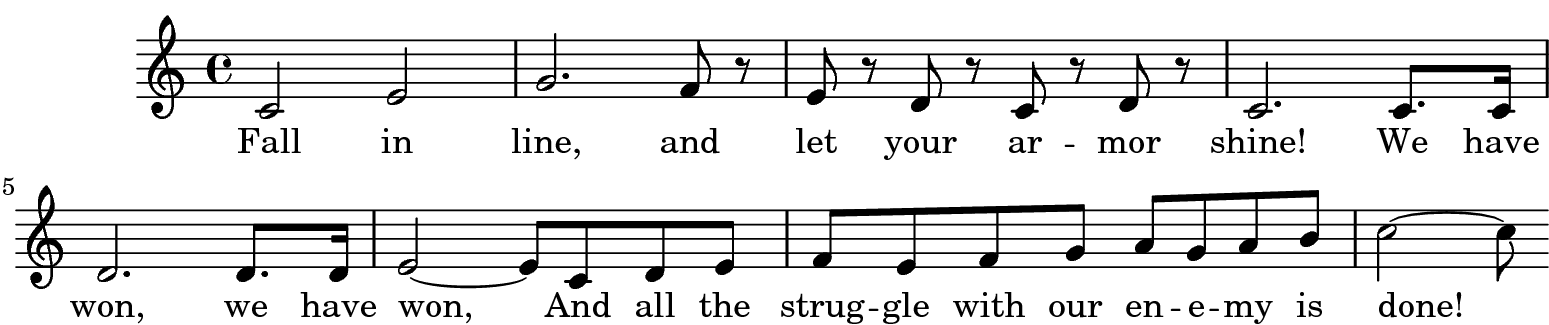 Fall in line, and let your ar - mor shine! We have
5
won, we have won, And all the strug - gle with our en - e - my is done!